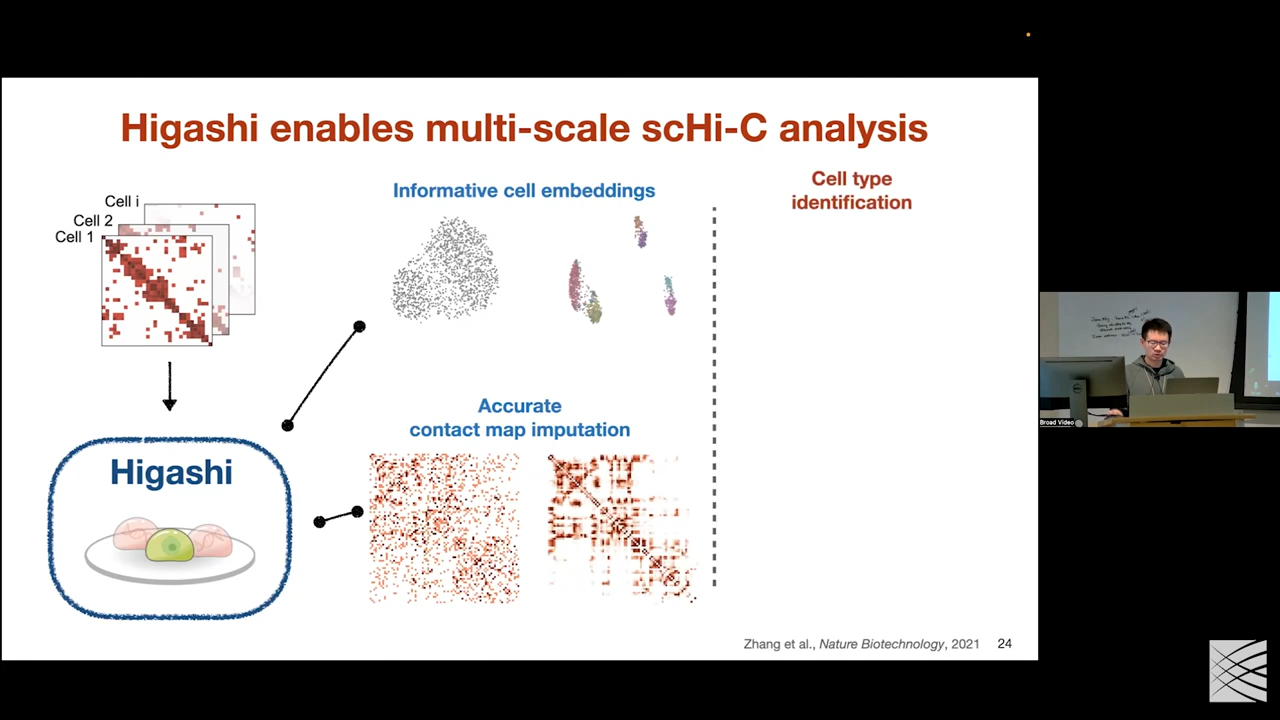 Higashi enables multi-scale scHi-C analysis
Cell i
Cell 2
Cell 1
Informative cell embeddings
Cell type
identification
Higashi
Accurate
contact map imputation
Zhang et al., Nature Biotechnology, 2021
24
Broad Video